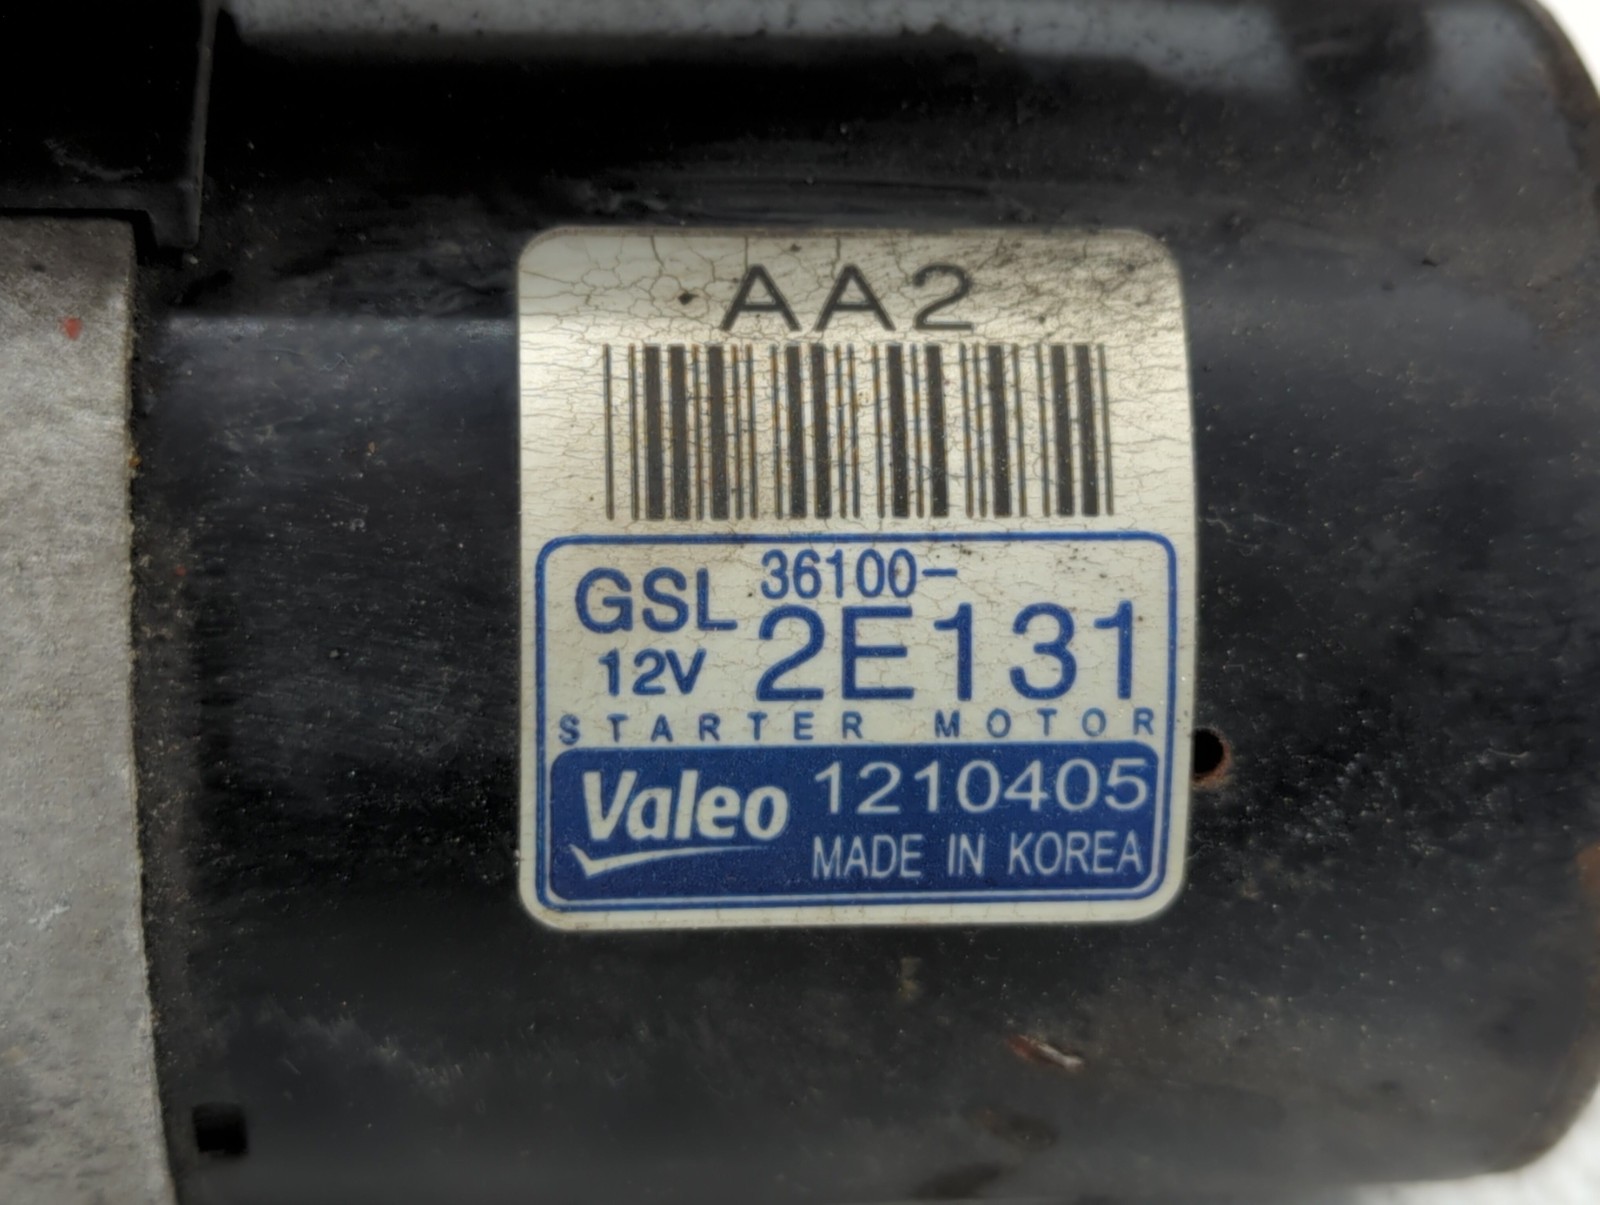 AA2
GSL 36100-
12V 2E131
STARTER MOTOR
Valeo 1210405
MADE IN KOREA